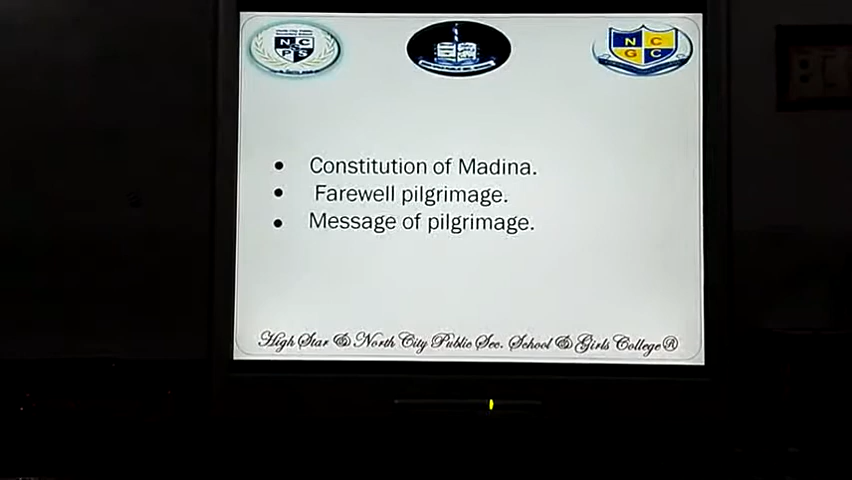 N C
P S
N C
G C
• Constitution of Madina.
• Farewell pilgrimage.
• Message of pilgrimage.
High Star & North City Public Sec. School & Girls College ®